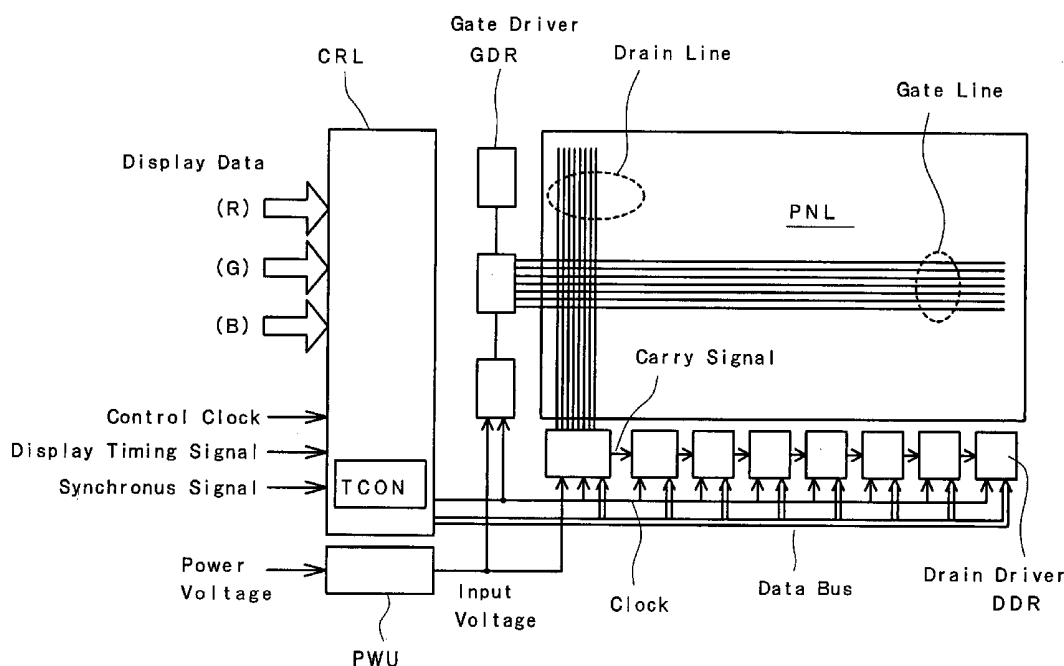 Gate Driver
GDR
Drain Line
CRL
Gate Line
Display Data
(R)
PNL
(G)
(B)
Carry Signal
Control Clock
Display Timing Signal
Synchronus Signal
TCON
Power
Voltage
Input
Voltage
Clock
Data Bus
Drain Driver
DDR
PWU